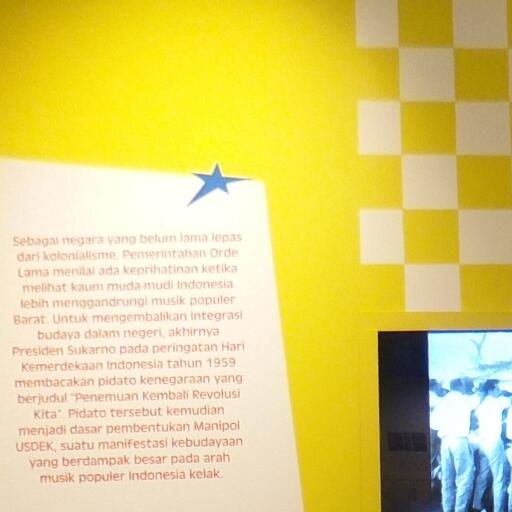 Sebagai negara yang belum lama lepas
dari kolonialisme, Pemerintahan Orde
Lama menilai ada keprihatinan ketika
melihat kaum muda-mudi Indonesia
lebih menggandrungi musik populer
Barat. Untuk mengembalikan integrasi
budaya dalam negeri, akhirnya
Presiden Sukarno pada peringatan Hari
Kemerdekaan Indonesia tahun 1959
membacakan pidato kenegaraan yang
berjudul "Penemuan Kembali Revolusi
Kita". Pidato tersebut kemudian
menjadi dasar pembentukan Manipol
USDEK, suatu manifestasi kebudayaan
yang berdampak besar pada arah
musik populer Indonesia kelak.